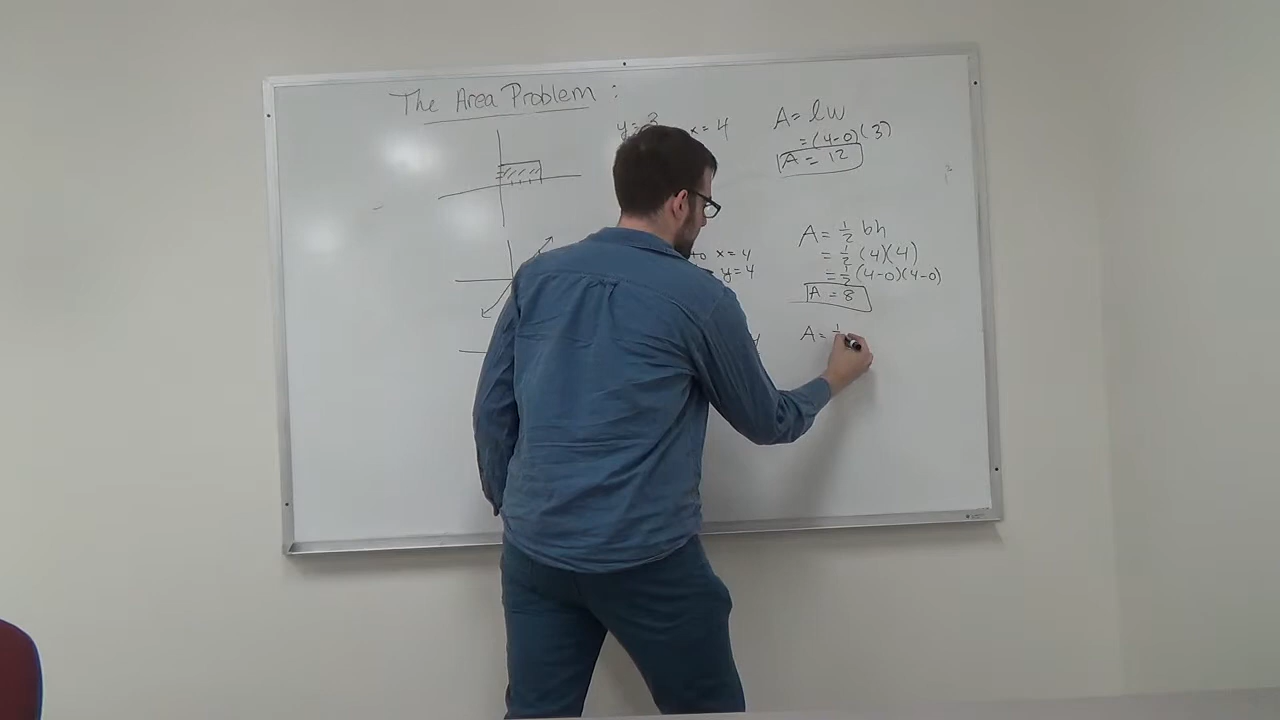 The Area Problem :
y = 3
x = 4
A = lw
= (4-0)(3)
A = 12
to x = 4
y = 4
A = 1/2 bh
= 1/2 (4)(4)
= 1/2 (4-0)(4-0)
A = 8
A = 1